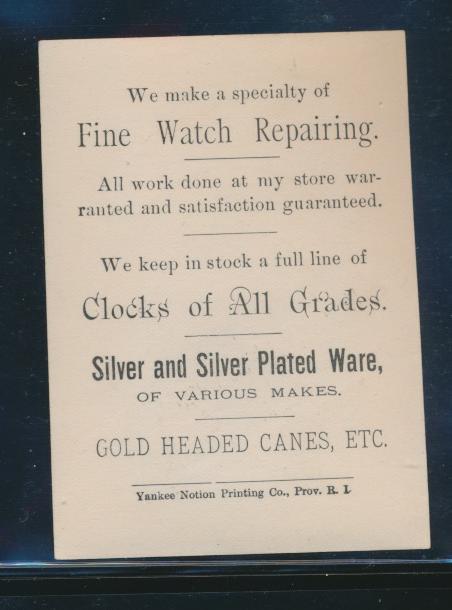 We make a specialty of
Fine Watch Repairing.
All work done at my store war-
ranted and satisfaction guaranteed.
We keep in stock a full line of
Clocks of All Grades.
Silver and Silver Plated Ware,
OF VARIOUS MAKES.
GOLD HEADED CANES, ETC.
Yankee Notion Printing Co., Prov. R. I.